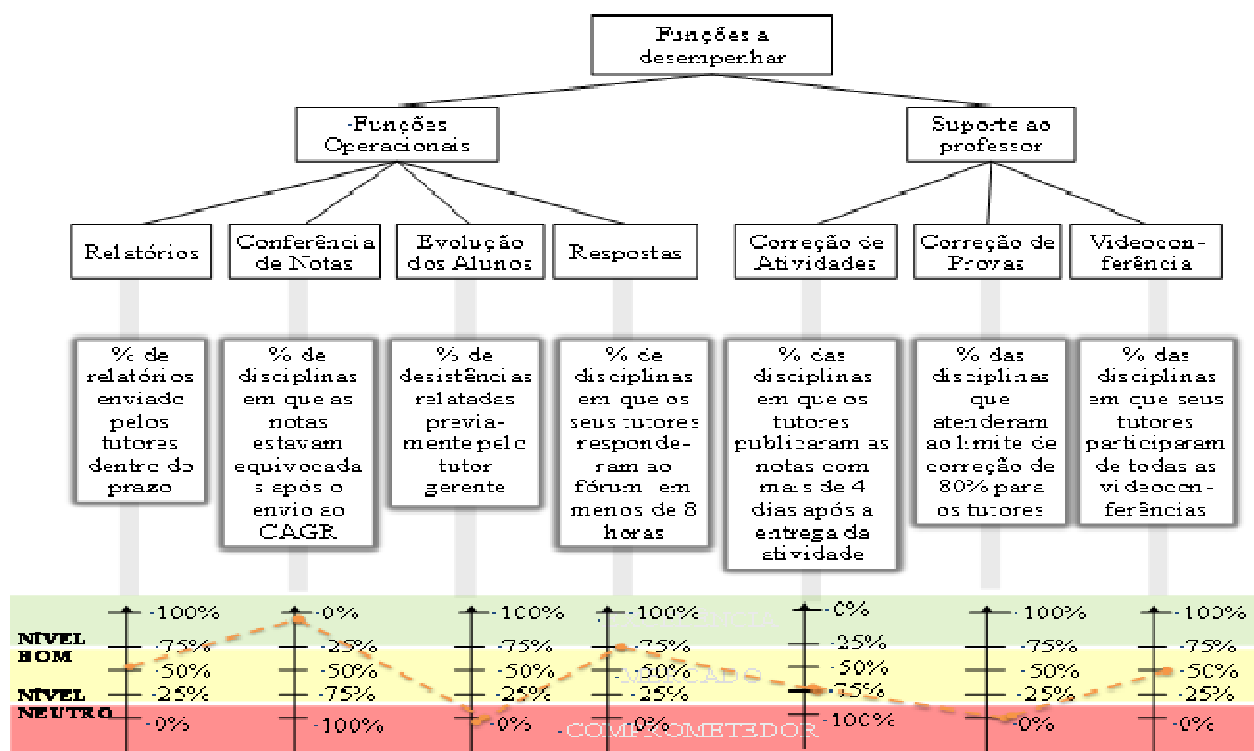 Funções a
desempenhar
-Funções
Operacionais
Suporte ao
professor
Relatórios
Conferência
de Notas
Evolução
dos Alunos
Respostas
Correção de
Atividades
Correção de
Provas
Videocon-
ferência
% de
relatórios
enviado
pelos
tutores
dentro do
prazo
% de
disciplinas
em que as
notas
estavam
equivocada
s após o
envio ao
CAGR
% de
desistências
relatadas
previa-
mente pelo
tutor
gerente
% de
disciplinas
em que os
seus tutores
responde-
ram ao
fórum em
menos de 8
horas
% das
disciplinas
em que os
tutores
publicaram as
notas com
mais de 4
dias após a
entrega da
atividade
% das
disciplinas
que
atenderam
ao limite de
correção de
80% para
os tutores
% das
disciplinas
em que seus
tutores
participaram
de todas as
videocon-
ferências
-100% -0% -100% -100% -0% -100% -100%
NÍVEL
BOM
-75% -25% -75% -75% -25% -75% -75%
-50% -50% -50% -50% -50% -50% -50%
MERCADO
NÍVEL
NEUTRO
-25% -75% -25% -25% -75% -25% -25%
-0% -100% -0% -0% -100% -0% -0%
-COMPROMETEDOR